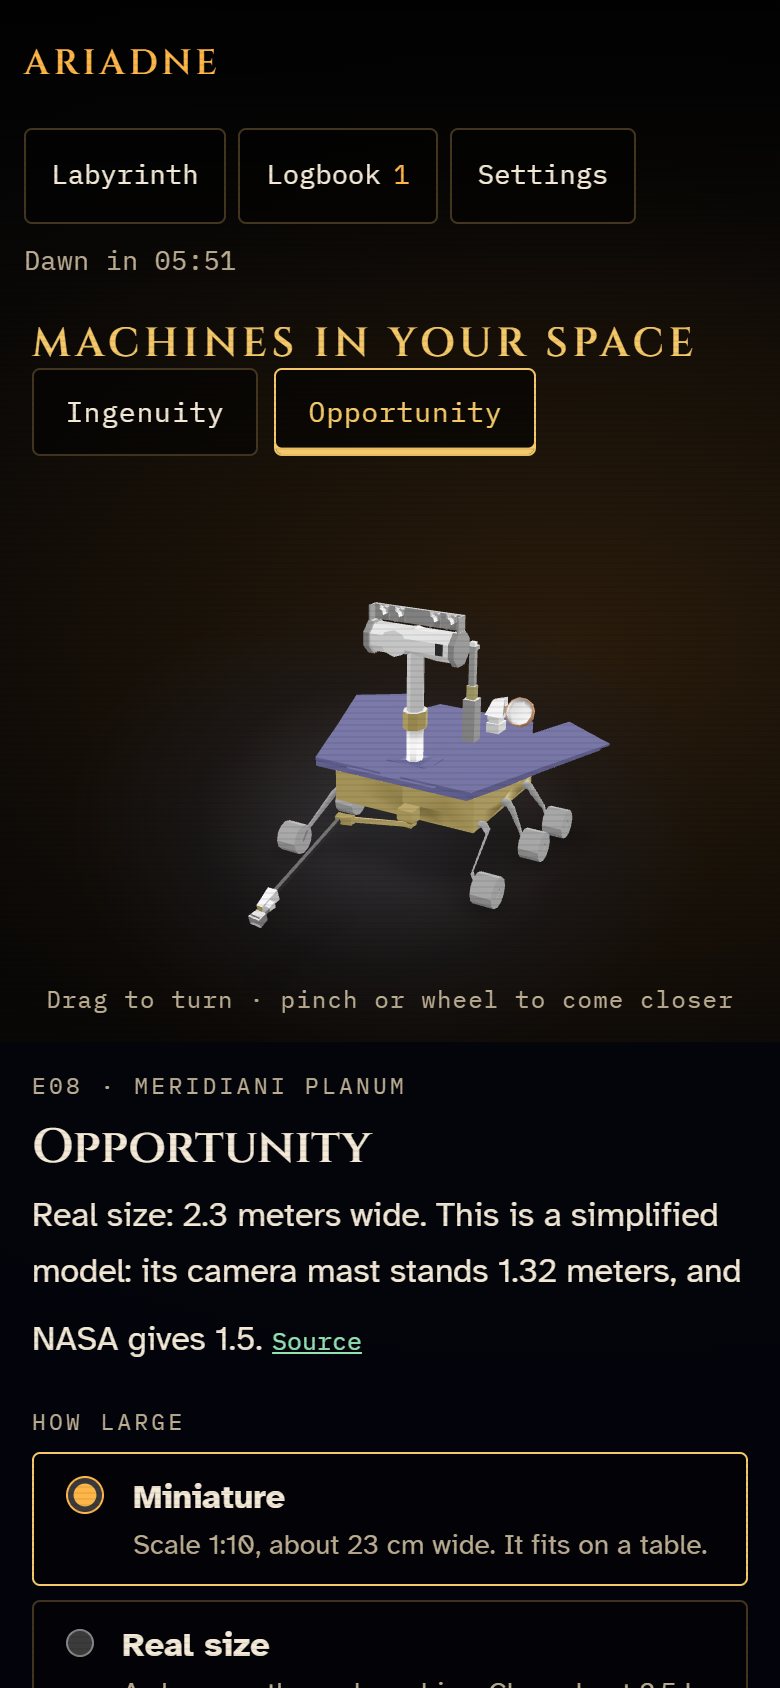 ARIADNE
Labyrinth
Logbook 1
Settings
Dawn in 05:51
MACHINES IN YOUR SPACE
Ingenuity
Opportunity
Drag to turn · pinch or wheel to come closer
E08 · MERIDIANI PLANUM
Opportunity
Real size: 2.3 meters wide. This is a simplified
model: its camera mast stands 1.32 meters, and
NASA gives 1.5. Source
HOW LARGE
Miniature
Scale 1:10, about 23 cm wide. It fits on a table.
Real size